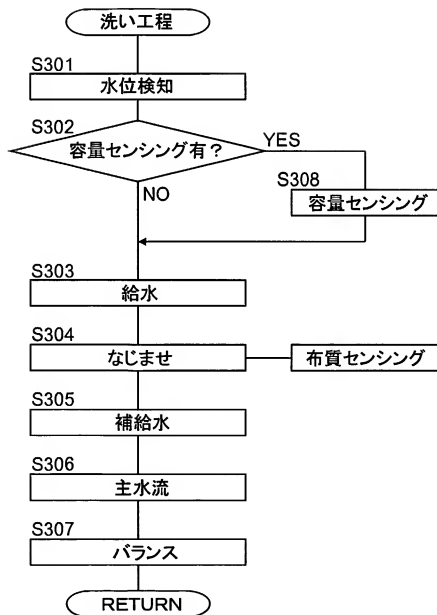 洗い工程
S301
水位検知
S302
容量センシング有？
YES
NO
S308
容量センシング
S303
給水
S304
なじませ
布質センシング
S305
補給水
S306
主水流
S307
バランス
RETURN